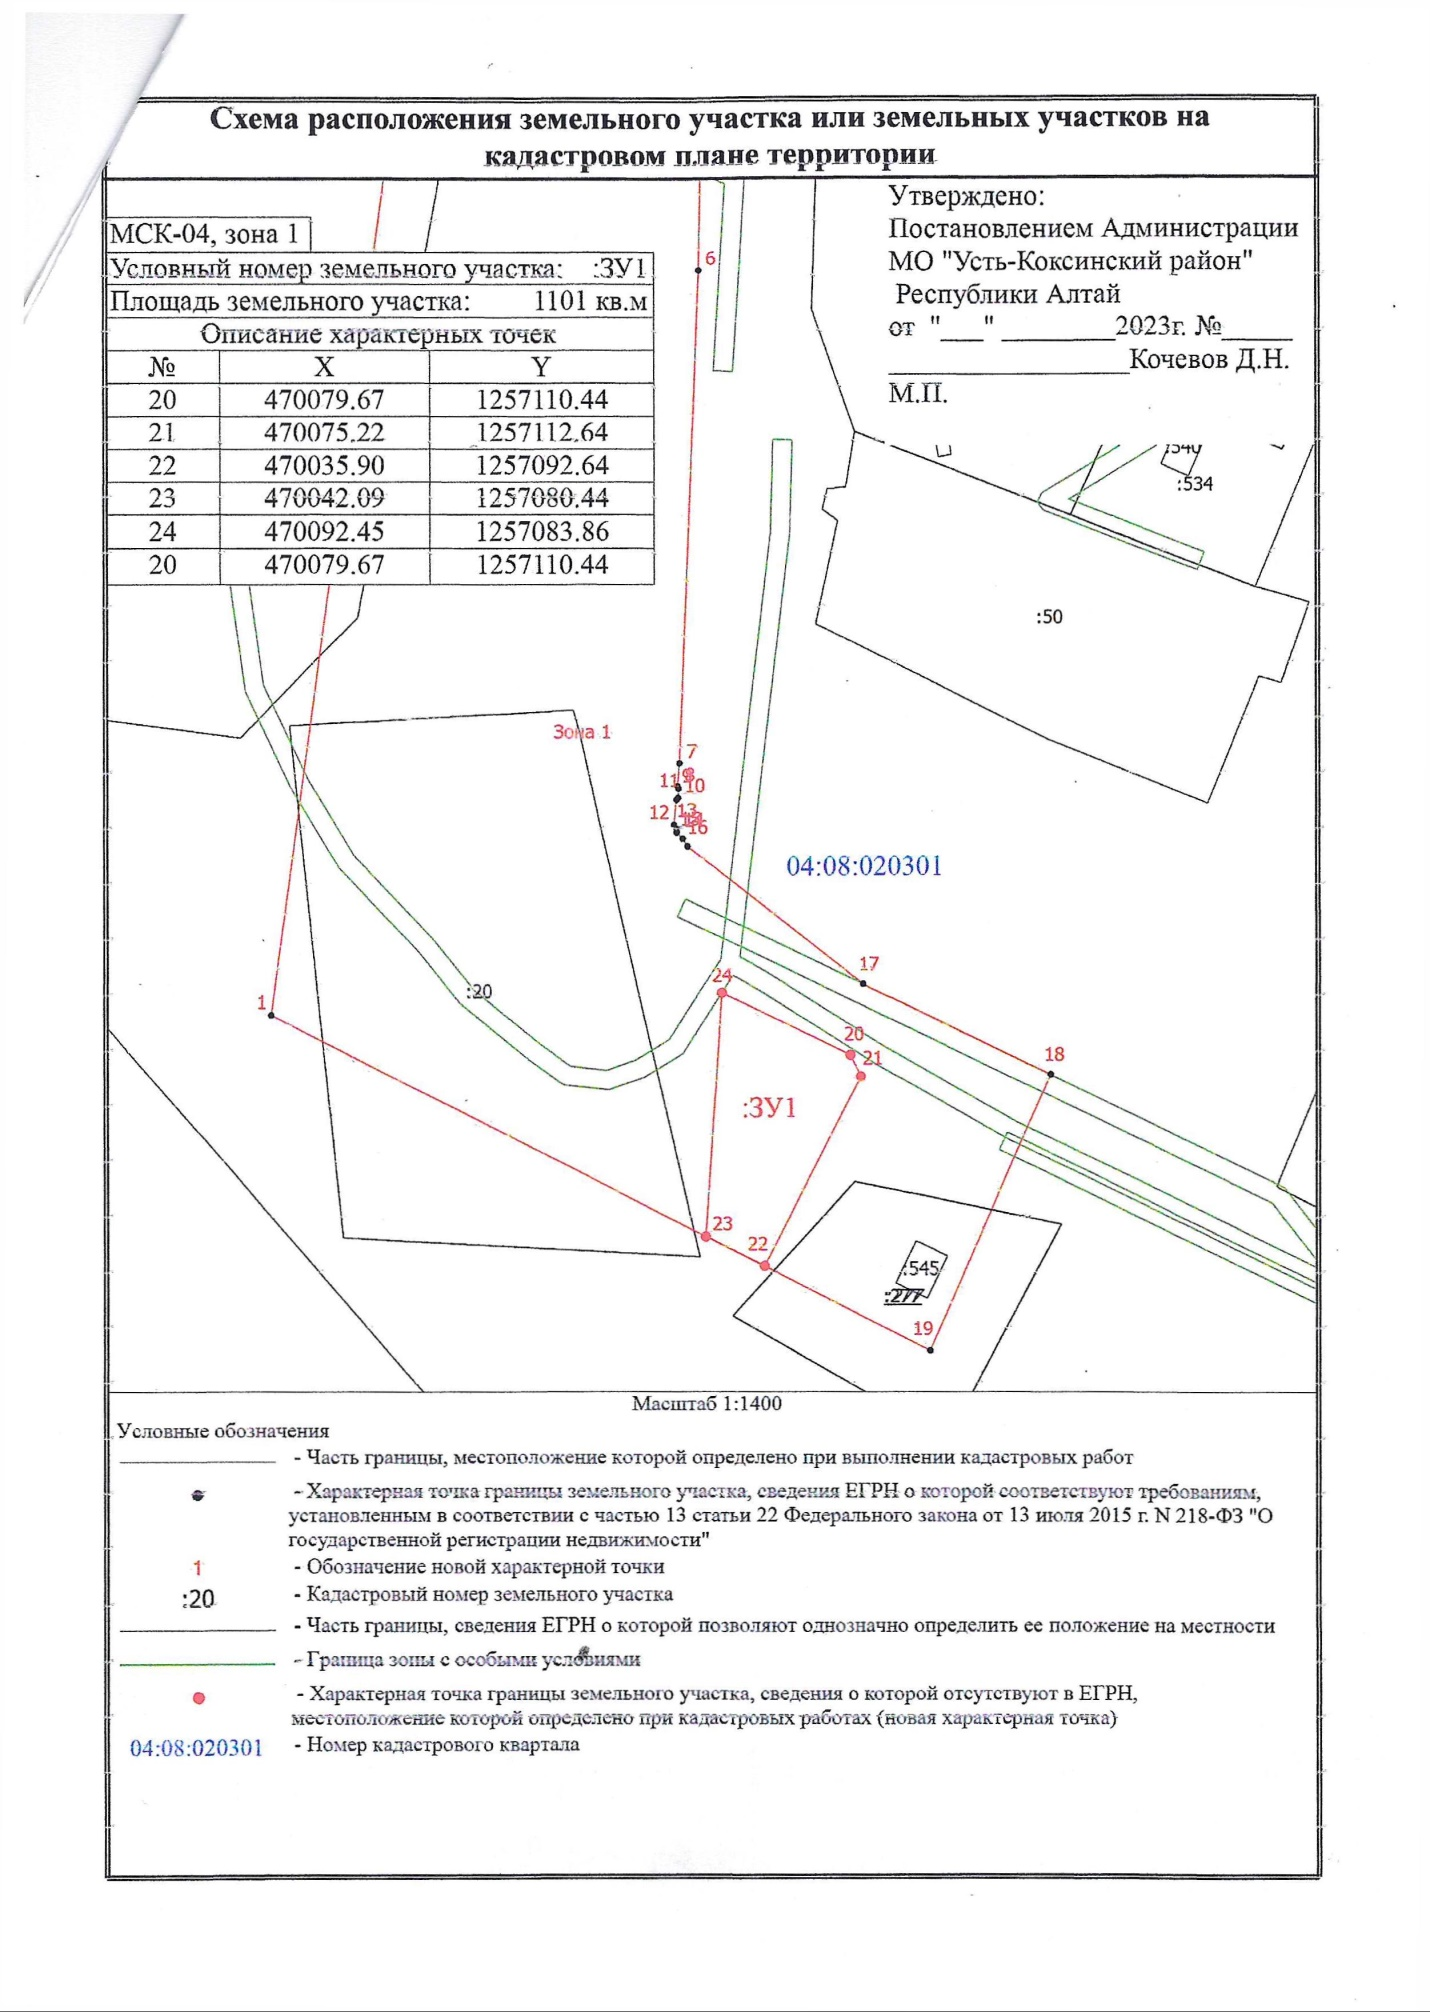 Схема расположения земельного участка или земельных участков на
кадастровом плане территории
МСК-04, зона 1
Условный номер земельного участка: :ЗУ1
Площадь земельного участка: 1101 кв.м
Описание характерных точек
№ X Y
20 470079.67 1257110.44
21 470075.22 1257112.64
22 470035.90 1257092.64
23 470042.09 1257080.44
24 470092.45 1257083.86
20 470079.67 1257110.44
Утверждено:
Постановлением Администрации
МО "Усть-Коксинский район"
Республики Алтай
от "___" ________2023г. №_____
_________________Кочевов Д.Н.
М.П.
6
:540
:534
:50
Зона 1
7
11
10
12
13
16
04:08:020301
17
24
:20
1
20
21
18
:ЗУ1
23
22
:545
:277
19
Масштаб 1:1400
Условные обозначения
- Часть границы, местоположение которой определено при выполнении кадастровых работ
- Характерная точка границы земельного участка, сведения ЕГРН о которой соответствуют требованиям,
установленным в соответствии с частью 13 статьи 22 Федерального закона от 13 июля 2015 г. N 218-ФЗ "О
государственной регистрации недвижимости"
1 - Обозначение новой характерной точки
:20 - Кадастровый номер земельного участка
- Часть границы, сведения ЕГРН о которой позволяют однозначно определить ее положение на местности
- Граница зоны с особыми условиями
- Характерная точка границы земельного участка, сведения о которой отсутствуют в ЕГРН,
местоположение которой определено при кадастровых работах (новая характерная точка)
04:08:020301 - Номер кадастрового квартала